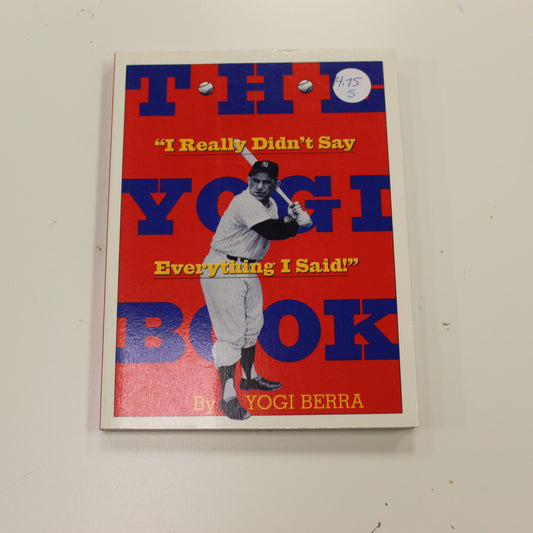 THE
4.75
S
"I Really Didn't Say
YOGI
Everything I Said!"
BOOK
By YOGI BERRA